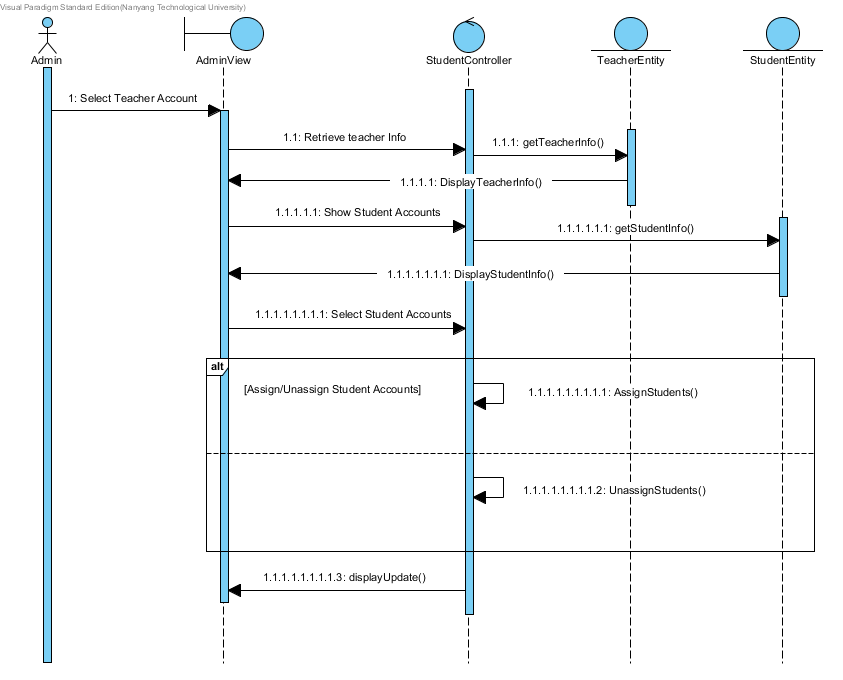 Visual Paradigm Standard Edition(Nanyang Technological University)
Admin
AdminView
StudentController
TeacherEntity
StudentEntity
1: Select Teacher Account
1.1: Retrieve teacher Info
1.1.1: getTeacherInfo()
1.1.1.1: DisplayTeacherInfo()
1.1.1.1.1: Show Student Accounts
1.1.1.1.1.1: getStudentInfo()
1.1.1.1.1.1.1: DisplayStudentInfo()
1.1.1.1.1.1.1.1: Select Student Accounts
alt
[Assign/Unassign Student Accounts]
1.1.1.1.1.1.1.1.1: AssignStudents()
1.1.1.1.1.1.1.1.2: UnassignStudents()
1.1.1.1.1.1.1.1.3: displayUpdate()